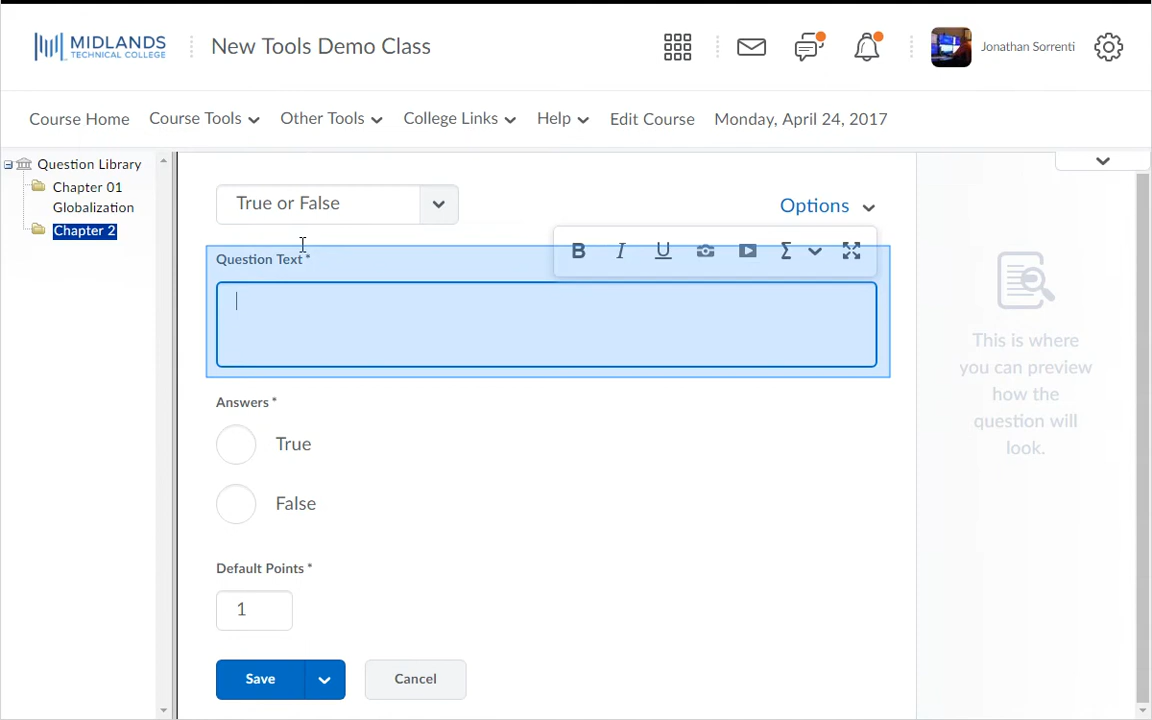 MIDLANDS
TECHNICAL COLLEGE
New Tools Demo Class
Jonathan Sorrenti
Course Home
Course Tools
Other Tools
College Links
Help
Edit Course
Monday, April 24, 2017
Question Library
Chapter 01
Globalization
Chapter 2
True or False
Options
Question Text *
B I U Σ
Answers *
True
False
Default Points *
1
Save
Cancel
This is where
you can preview
how the
question will
look.